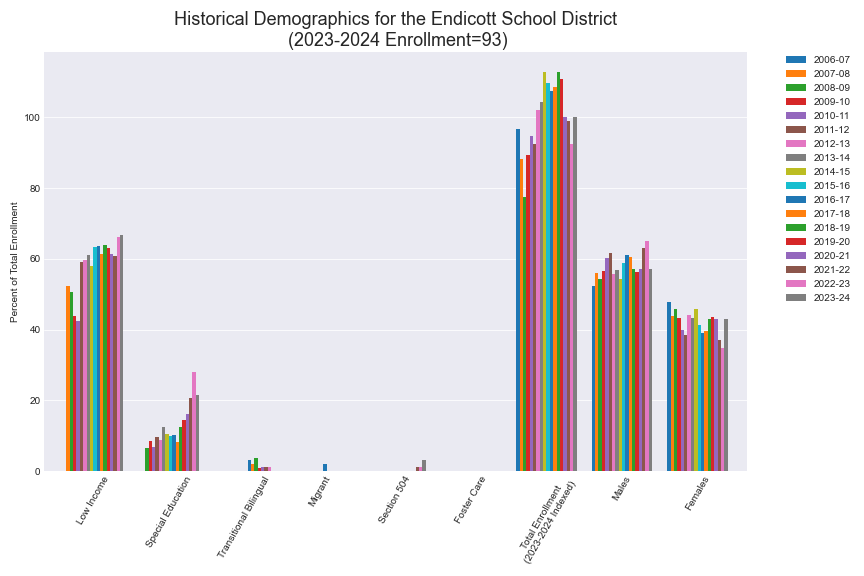 Historical Demographics for the Endicott School District
(2023-2024 Enrollment=93)
Percent of Total Enrollment
100
80
60
40
20
0
Low Income
Special Education
Transitional Bilingual
Migrant
Section 504
Foster Care
Total Enrollment
(2023-2024 Indexed)
Males
Females
2006-07
2007-08
2008-09
2009-10
2010-11
2011-12
2012-13
2013-14
2014-15
2015-16
2016-17
2017-18
2018-19
2019-20
2020-21
2021-22
2022-23
2023-24